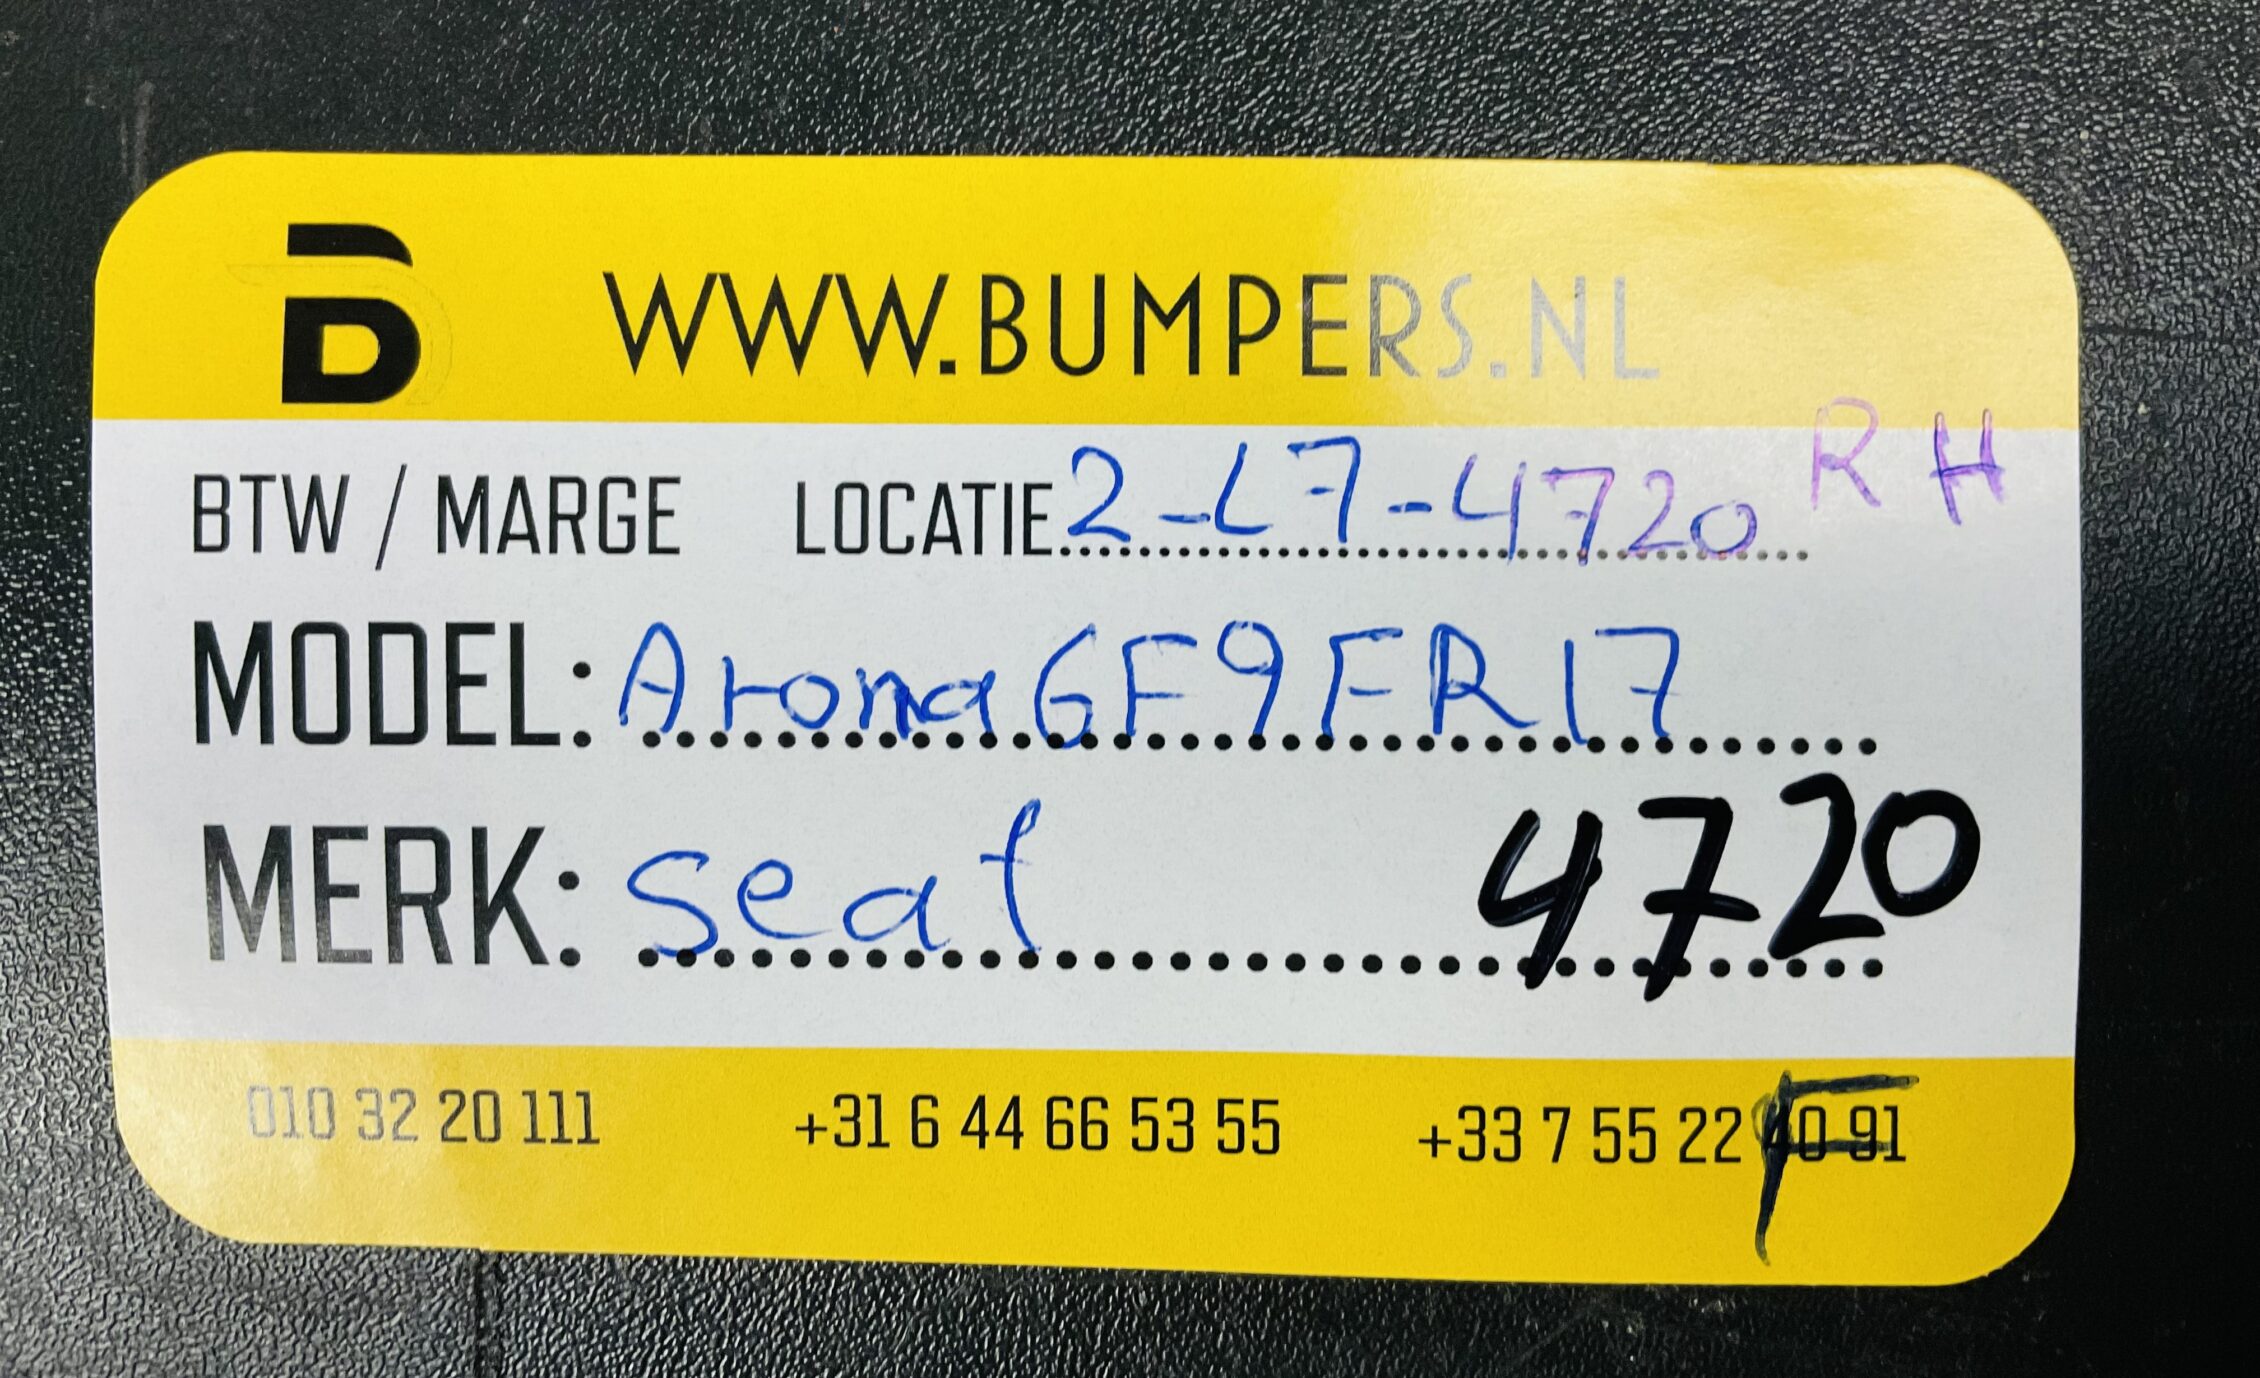 B WWW.BUMPERS.NL
BTW / MARGE LOCATIE 2-L7-4720 RH
MODEL: Arona 6F9 FR 17
MERK: seat 4720
010 32 20 111 +31 6 44 66 53 55 +33 7 55 22 40 91 F